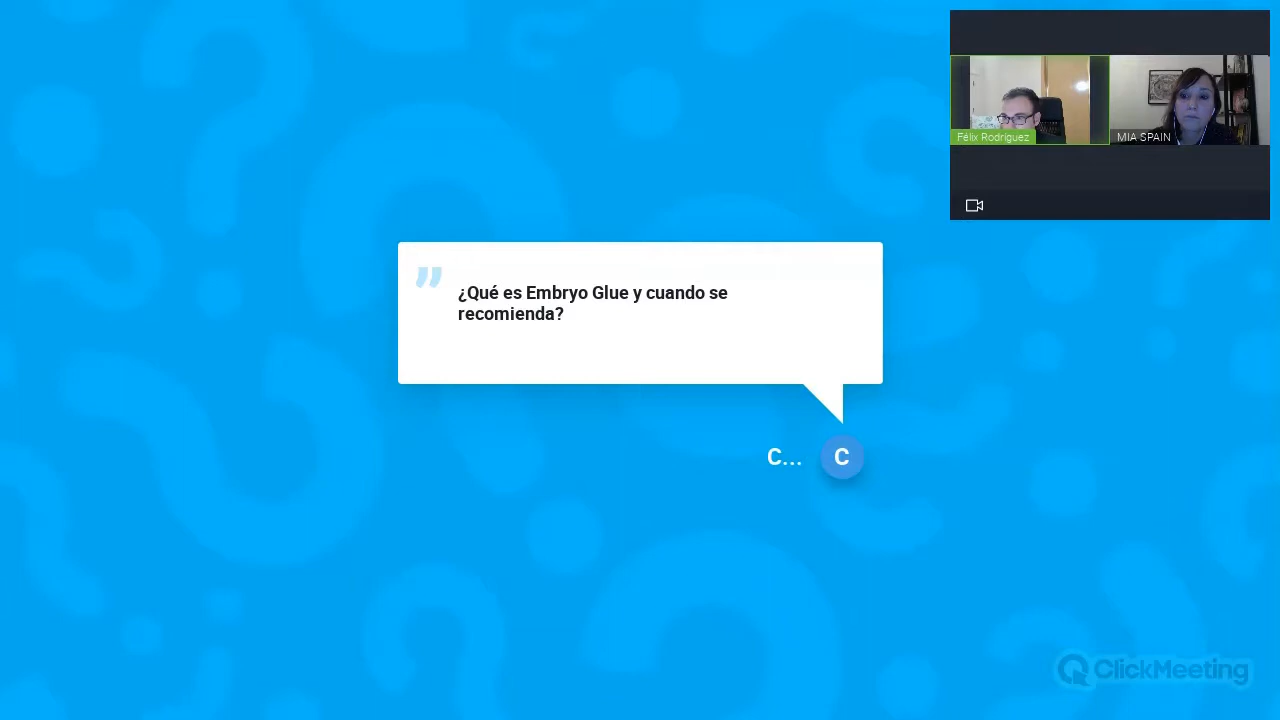 Félix Rodríguez
MIA SPAIN
”
¿Qué es Embryo Glue y cuando se
recomienda?
C... C
ClickMeeting